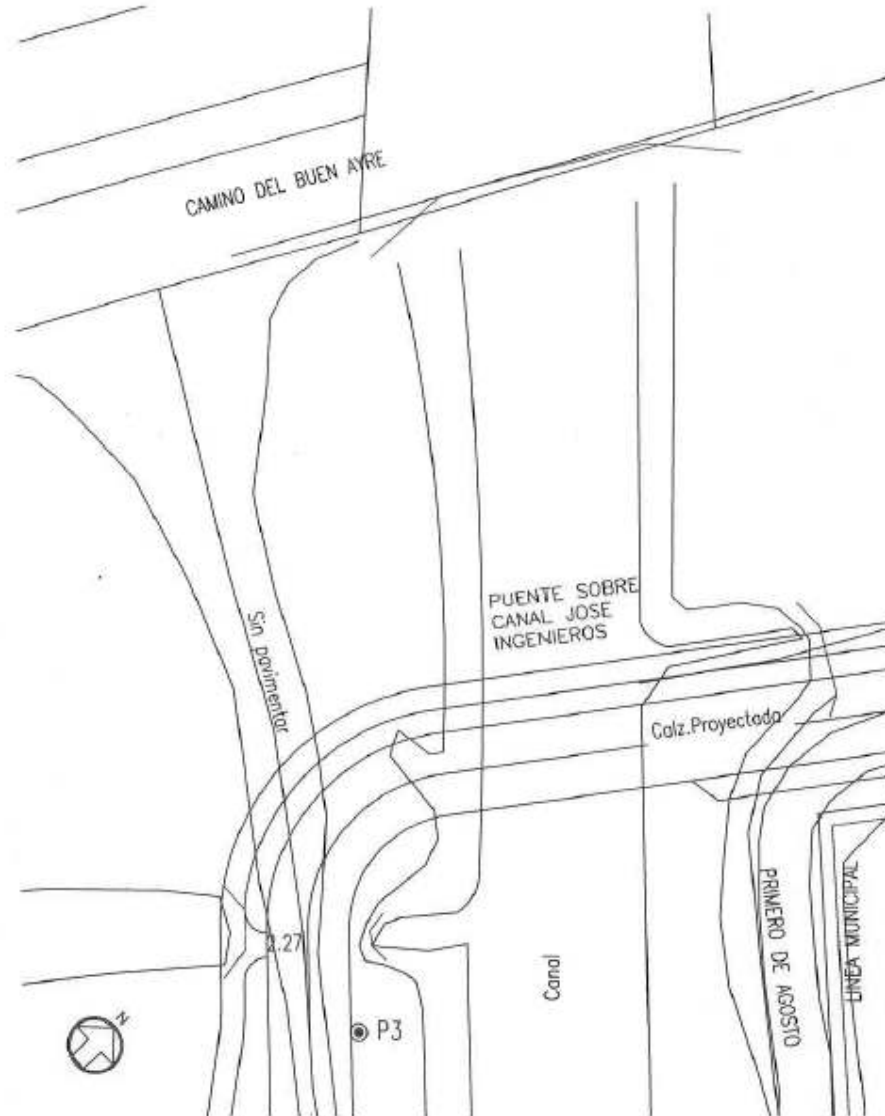 CAMINO DEL BUEN AYRE
PUENTE SOBRE
CANAL JOSE
INGENIEROS
Sin pavimentar
Calz.Proyectada
PRIMERO DE AGOSTO
LINEA MUNICIPAL
Canal
2.27
N
P3